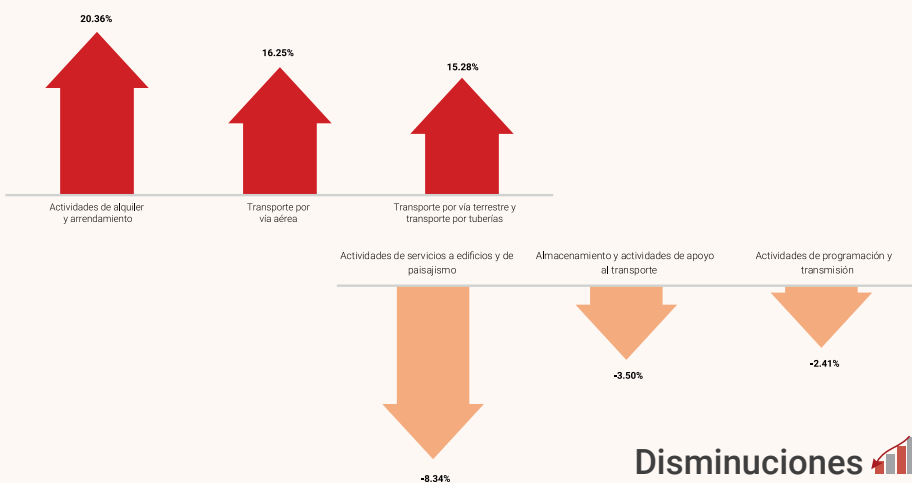 20.36%
16.25%
15.28%
Actividades de alquiler
y arrendamiento
Transporte por
vía aérea
Transporte por vía terrestre y
transporte por tuberías
Actividades de servicios a edificios y de
paisajismo
Almacenamiento y actividades de apoyo
al transporte
Actividades de programación y
transmisión
-8.34%
-3.50%
-2.41%
Disminuciones